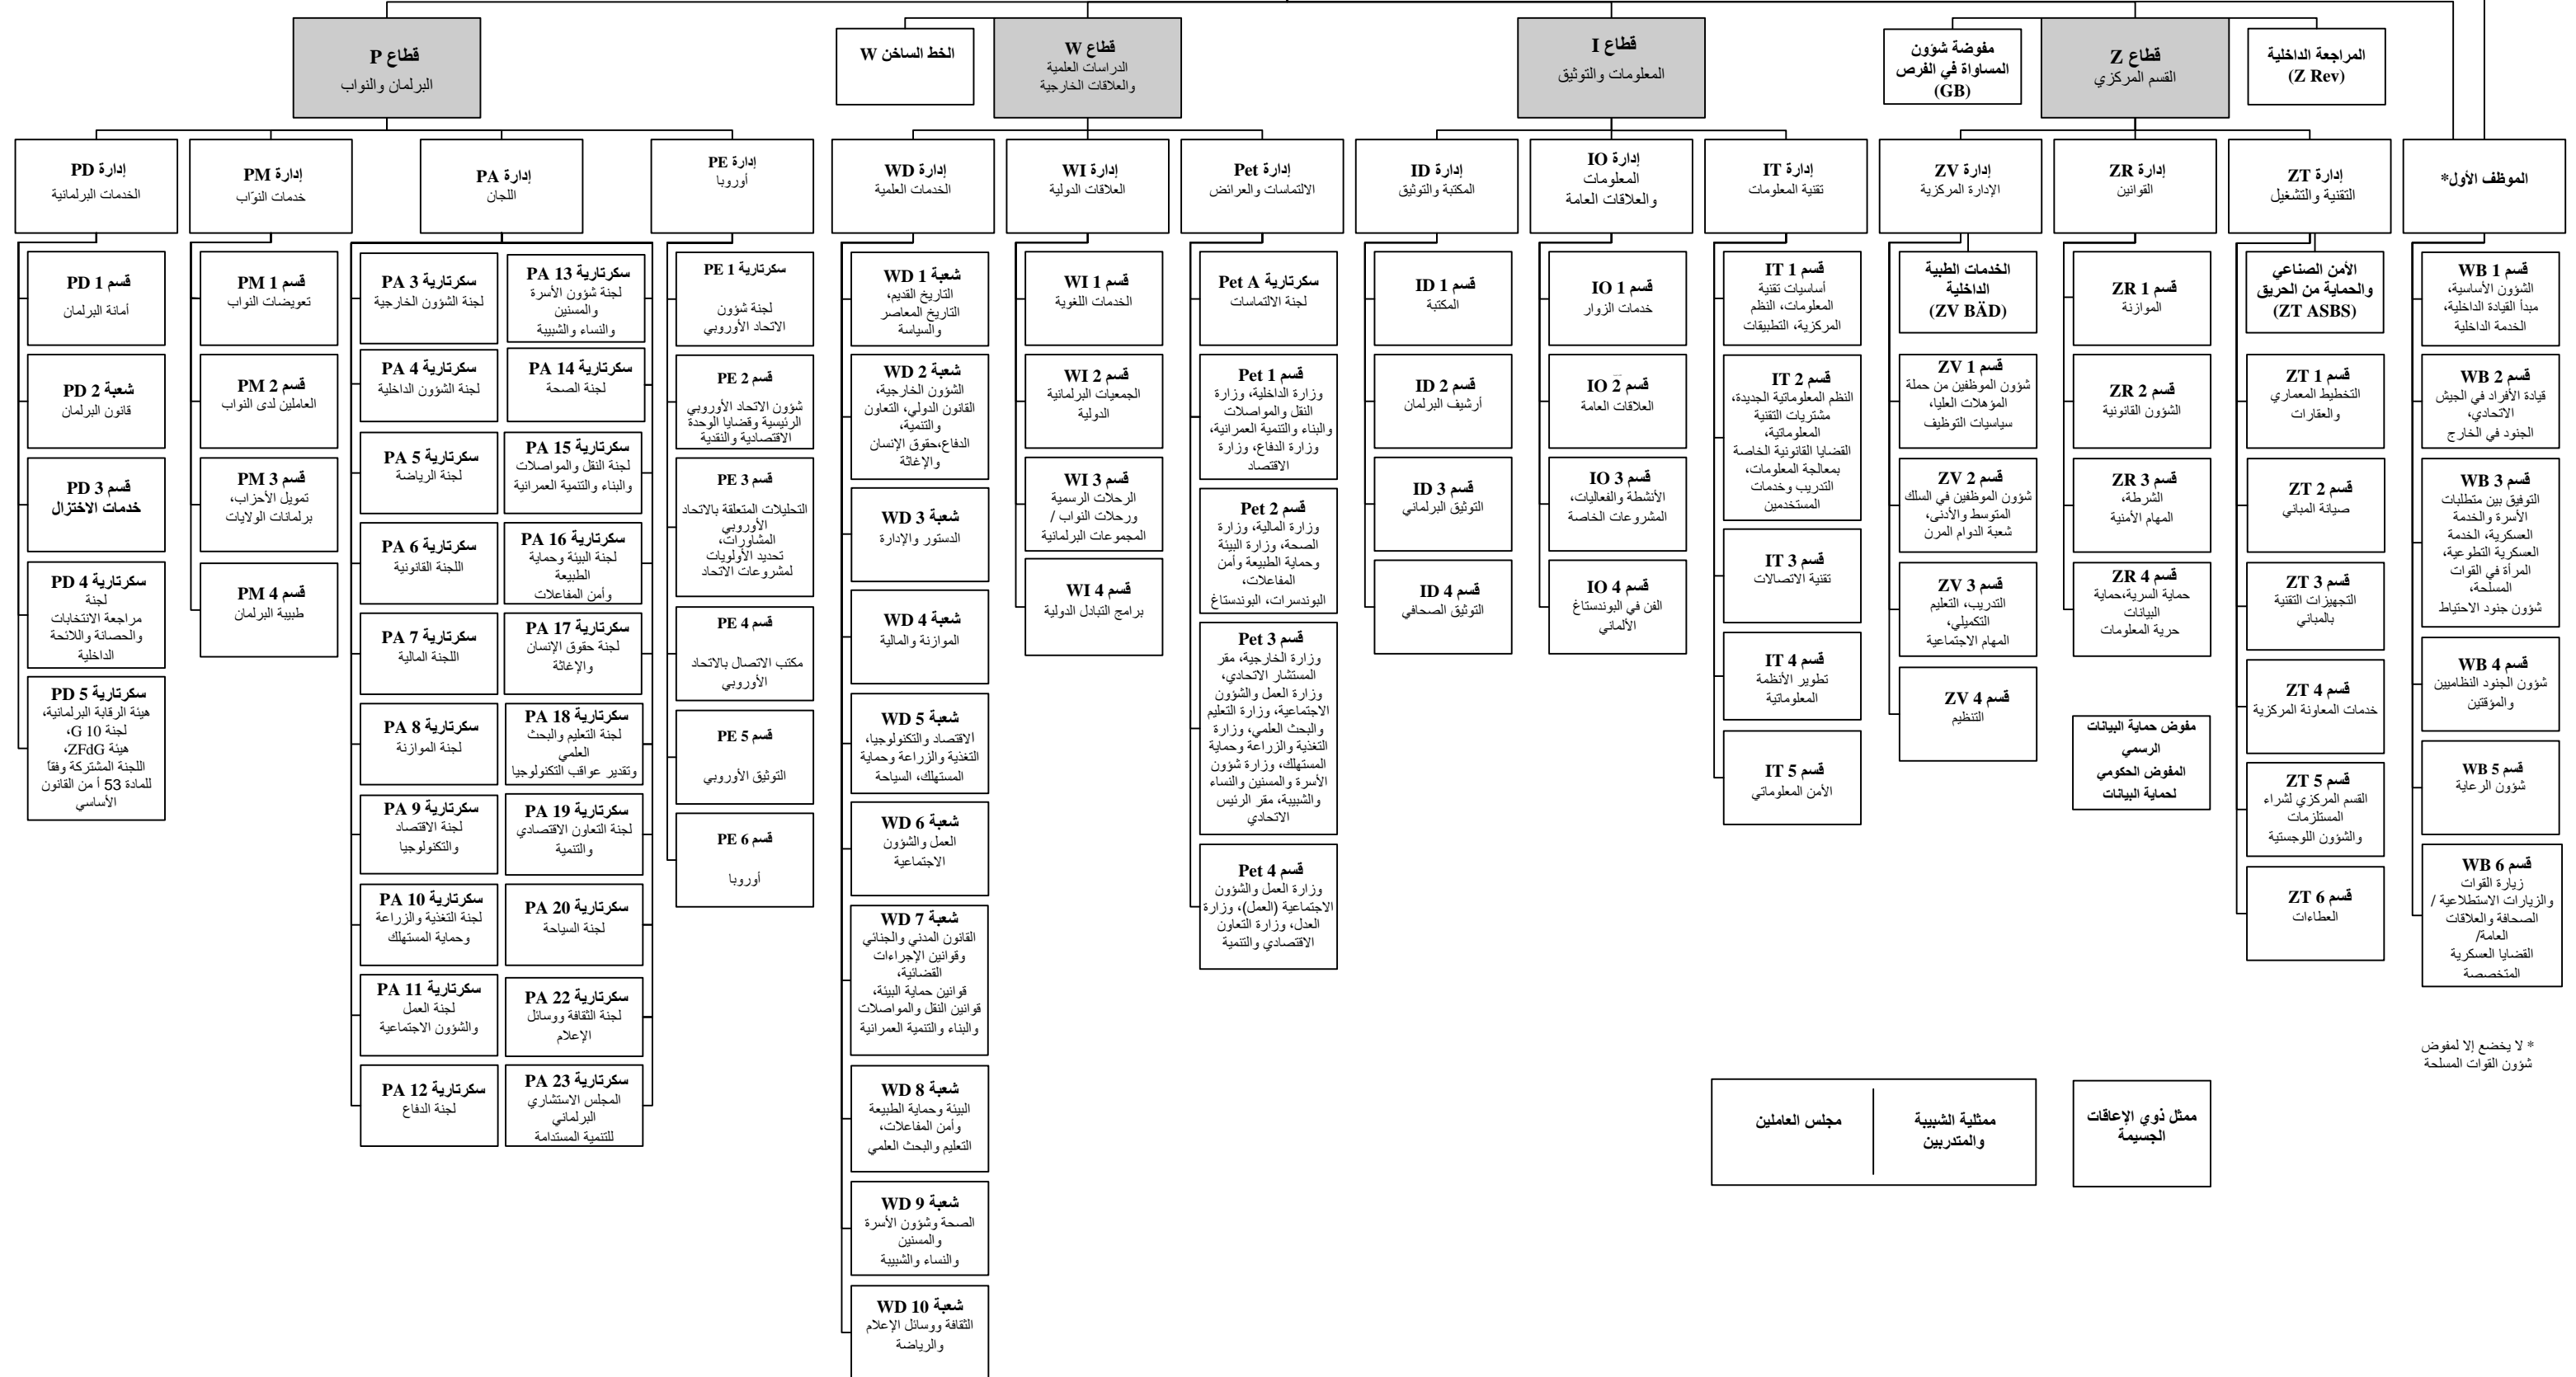 قطاع P
البرلمان والنواب
الخط الساخن W
قطاع W
الدراسات العلمية
والعلاقات الخارجية
قطاع I
المعلومات والتوثيق
مفوضة شؤون
المساواة في الفرص
(GB)
قطاع Z
القسم المركزي
المراجعة الداخلية
(Z Rev)
إدارة PD
الخدمات البرلمانية
إدارة PM
خدمات النوّاب
إدارة PA
اللجان
إدارة PE
أوروبا
إدارة WD
الخدمات العلمية
إدارة WI
العلاقات الدولية
إدارة Pet
الالتماسات والعرائض
إدارة ID
المكتبة والتوثيق
إدارة IO
المعلومات
والعلاقات العامة
إدارة IT
تقنية المعلومات
إدارة ZV
الإدارة المركزية
إدارة ZR
القوانين
إدارة ZT
التقنية والتشغيل
الموظف الأول*
قسم PD 1
أمانة البرلمان
شعبة PD 2
قانون البرلمان
قسم PD 3
خدمات الاختزال
سكرتارية PD 4
لجنة
مراجعة الانتخابات
والحصانة واللائحة
الداخلية
سكرتارية PD 5
هيئة الرقابة البرلمانية،
لجنة G 10،
هيئة ZFdG،
اللجنة المشتركة وفقاً
للمادة 53 أ من القانون
الأساسي
قسم PM 1
تعويضات النواب
قسم PM 2
العاملين لدى النواب
قسم PM 3
تمويل الأحزاب،
برلمانات الولايات
قسم PM 4
طبيبة البرلمان
سكرتارية PA 3
لجنة الشؤون الخارجية
سكرتارية PA 4
لجنة الشؤون الداخلية
سكرتارية PA 5
لجنة الرياضة
سكرتارية PA 6
اللجنة القانونية
سكرتارية PA 7
اللجنة المالية
سكرتارية PA 8
لجنة الموازنة
سكرتارية PA 9
لجنة الاقتصاد
والتكنولوجيا
سكرتارية PA 10
لجنة التغذية والزراعة
وحماية المستهلك
سكرتارية PA 11
لجنة العمل
والشؤون الاجتماعية
سكرتارية PA 12
لجنة الدفاع
سكرتارية PA 13
لجنة شؤون الأسرة
والمسنين
والنساء والشبيبة
سكرتارية PA 14
لجنة الصحة
سكرتارية PA 15
لجنة النقل والمواصلات
والبناء والتنمية العمرانية
سكرتارية PA 16
لجنة البيئة وحماية
الطبيعة
وأمن المفاعلات
سكرتارية PA 17
لجنة حقوق الإنسان
والإغاثة
سكرتارية PA 18
لجنة التعليم والبحث
العلمي
وتقدير عواقب التكنولوجيا
سكرتارية PA 19
لجنة التعاون الاقتصادي
والتنمية
سكرتارية PA 20
لجنة السياحة
سكرتارية PA 22
لجنة الثقافة ووسائل
الإعلام
سكرتارية PA 23
المجلس الاستشاري
البرلماني
للتنمية المستدامة
سكرتارية PE 1
لجنة شؤون
الاتحاد الأوروبي
قسم PE 2
شؤون الاتحاد الأوروبي
الرئيسية وقضايا الوحدة
الاقتصادية والنقدية
قسم PE 3
التحليلات المتعلقة بالاتحاد
الأوروبي
المشاورات،
تحديد الأولويات
لمشروعات الاتحاد
قسم PE 4
مكتب الاتصال بالاتحاد
الأوروبي
قسم PE 5
التوثيق الأوروبي
قسم PE 6
أوروبا
شعبة WD 1
التاريخ القديم،
التاريخ المعاصر
والسياسة
شعبة WD 2
الشؤون الخارجية،
القانون الدولي، التعاون
والتنمية،
الدفاع،حقوق الإنسان
والإغاثة
شعبة WD 3
الدستور والإدارة
شعبة WD 4
الموازنة والمالية
شعبة WD 5
الاقتصاد والتكنولوجيا،
التغذية والزراعة وحماية
المستهلك، السياحة
شعبة WD 6
العمل والشؤون
الاجتماعية
شعبة WD 7
القانون المدني والجنائي
وقوانين الإجراءات
القضائية،
قوانين حماية البيئة،
قوانين النقل والمواصلات
والبناء والتنمية العمرانية
شعبة WD 8
البيئة وحماية الطبيعة
وأمن المفاعلات،
التعليم والبحث العلمي
شعبة WD 9
الصحة وشؤون الأسرة
والمسنين
والنساء والشبيبة
شعبة WD 10
الثقافة ووسائل الإعلام
والرياضة
قسم WI 1
الخدمات اللغوية
قسم WI 2
الجمعيات البرلمانية
الدولية
قسم WI 3
الرحلات الرسمية
ورحلات النواب /
المجموعات البرلمانية
قسم WI 4
برامج التبادل الدولية
سكرتارية Pet A
لجنة الالتماسات
قسم Pet 1
وزارة الداخلية، وزارة
النقل والمواصلات
والبناء والتنمية العمرانية،
وزارة الدفاع، وزارة
الاقتصاد
قسم Pet 2
وزارة المالية، وزارة
الصحة، وزارة البيئة
وحماية الطبيعة وأمن
المفاعلات،
البوندسرات، البوندستاغ
قسم Pet 3
وزارة الخارجية، مقر
المستشار الاتحادي،
وزارة العمل والشؤون
الاجتماعية، وزارة التعليم
والبحث العلمي، وزارة
التغذية والزراعة وحماية
المستهلك، وزارة شؤون
الأسرة والمسنين والنساء
والشبيبة، مقر الرئيس
الاتحادي
قسم Pet 4
وزارة العمل والشؤون
الاجتماعية (العمل)، وزارة
العدل، وزارة التعاون
الاقتصادي والتنمية
قسم ID 1
المكتبة
قسم ID 2
أرشيف البرلمان
قسم ID 3
التوثيق البرلماني
قسم ID 4
التوثيق الصحافي
قسم IO 1
خدمات الزوار
قسم IO 2
العلاقات العامة
قسم IO 3
الأنشطة والفعاليات،
المشروعات الخاصة
قسم IO 4
الفن في البوندستاغ
الألماني
قسم IT 1
أساسيات تقنية
المعلومات، النظم
المركزية، التطبيقات
قسم IT 2
النظم المعلوماتية الجديدة،
مشتريات التقنية
المعلوماتية،
القضايا القانونية الخاصة
بمعالجة المعلومات،
التدريب وخدمات
المستخدمين
قسم IT 3
تقنية الاتصالات
قسم IT 4
تطوير الأنظمة
المعلوماتية
قسم IT 5
الأمن المعلوماتي
الخدمات الطبية
الداخلية
(ZV BÄD)
قسم ZV 1
شؤون الموظفين من حملة
المؤهلات العليا،
سياسيات التوظيف
قسم ZV 2
شؤون الموظفين في السلك
المتوسط والأدنى،
شعبة الدوام المرن
قسم ZV 3
التدريب، التعليم
التكميلي،
المهام الاجتماعية
قسم ZV 4
التنظيم
قسم ZR 1
الموازنة
قسم ZR 2
الشؤون القانونية
قسم ZR 3
الشرطة،
المهام الأمنية
قسم ZR 4
حماية السرية،حماية
البيانات
حرية المعلومات
مفوض حماية البيانات
الرسمي
المفوض الحكومي
لحماية البيانات
الأمن الصناعي
والحماية من الحريق
(ZT ASBS)
قسم ZT 1
التخطيط المعماري
والعقارات
قسم ZT 2
صيانة المباني
قسم ZT 3
التجهيزات التقنية
بالمباني
قسم ZT 4
خدمات المعاونة المركزية
قسم ZT 5
القسم المركزي لشراء
المستلزمات
والشؤون اللوجستية
قسم ZT 6
العطاءات
قسم WB 1
الشؤون الأساسية،
مبدأ القيادة الداخلية،
الخدمة الداخلية
قسم WB 2
قيادة الأفراد في الجيش
الاتحادي،
الجنود في الخارج
قسم WB 3
التوفيق بين متطلبات
الأسرة والخدمة
العسكرية، الخدمة
العسكرية التطوعية،
المرأة في القوات
المسلحة،
شؤون جنود الاحتياط
قسم WB 4
شؤون الجنود النظاميين
والمؤقتين
قسم WB 5
شؤون الرعاية
قسم WB 6
زيارة القوات
والزيارات الاستطلاعية /
الصحافة والعلاقات
العامة/
القضايا العسكرية
المتخصصة
* لا يخضع إلا لمفوض
شؤون القوات المسلحة
مجلس العاملين
ممثلية الشبيبة
والمتدربين
ممثل ذوي الإعاقات
الجسيمة